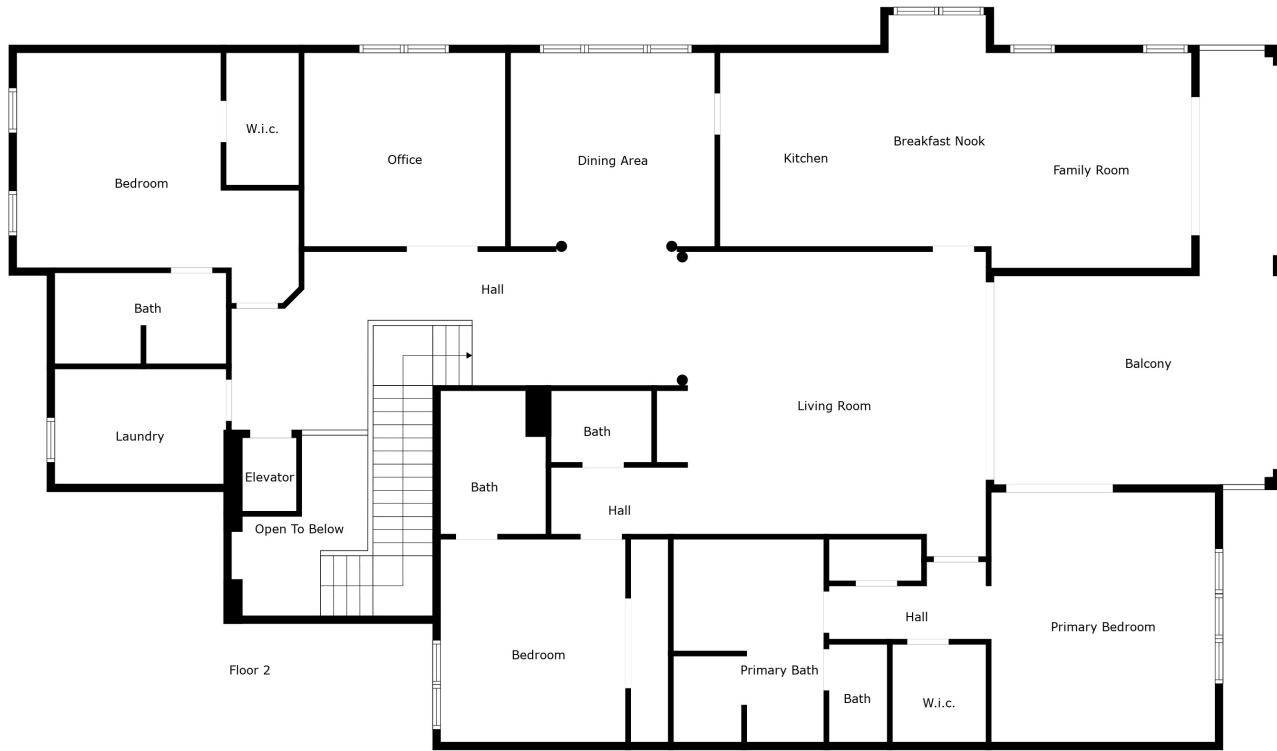 W.i.c.
Bedroom
Office
Dining Area
Kitchen
Breakfast Nook
Family Room
Bath
Hall
Balcony
Laundry
Living Room
Elevator
Bath
Bath
Hall
Open To Below
Hall
Primary Bedroom
Bedroom
Floor 2
Primary Bath
Bath
W.i.c.